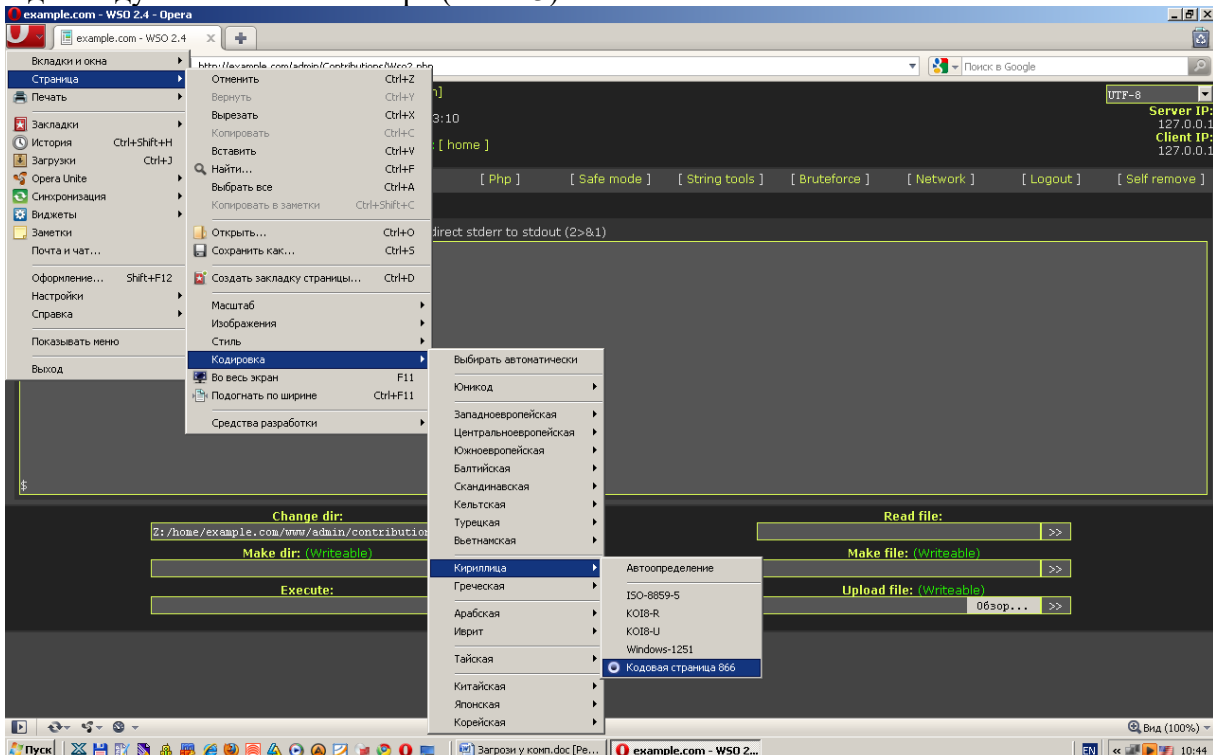 example.com - WSO 2.4 - Opera
example.com - WSO 2.4
http://example.com/admin/Contributions/Wso2.php
Поиск в Google
Вкладки и окна
Страница
Печать
Закладки
История Ctrl+Shift+H
Загрузки Ctrl+J
Opera Unite
Синхронизация
Виджеты
Заметки
Почта и чат...
Оформление... Shift+F12
Настройки
Справка
Показывать меню
Выход
Отменить Ctrl+Z
Вернуть Ctrl+Y
Вырезать Ctrl+X
Копировать Ctrl+C
Вставить Ctrl+V
Найти... Ctrl+F
Выбрать все Ctrl+A
Копировать в заметки Ctrl+Shift+C
Открыть... Ctrl+O
Сохранить как... Ctrl+S
Создать закладку страницы... Ctrl+D
Масштаб
Изображения
Стиль
Кодировка
Во весь экран F11
Подогнать по ширине Ctrl+F11
Средства разработки
Выбирать автоматически
Юникод
Западноевропейская
Центральноевропейская
Южноевропейская
Балтийская
Скандинавская
Кельтская
Турецкая
Вьетнамская
Кириллица
Греческая
Арабская
Иврит
Тайская
Китайская
Японская
Корейская
Автоопределение
ISO-8859-5
KOI8-R
KOI8-U
Windows-1251
Кодовая страница 866
]
3:10
[ home ]
UTF-8
Server IP:
127.0.0.1
Client IP:
127.0.0.1
[ Php ] [ Safe mode ] [ String tools ] [ Bruteforce ] [ Network ] [ Logout ] [ Self remove ]
direct stderr to stdout (2>&1)
$
Change dir:
Z:/home/example.com/www/admin/contribution
Read file:
>>
Make dir: (Writeable)
Make file: (Writeable)
>>
Execute:
Upload file: (Writeable)
Обзор... >>
Вид (100%)
Пуск
Загрози у комп.doc [Ре...
example.com - WSO 2...
EN
10:44